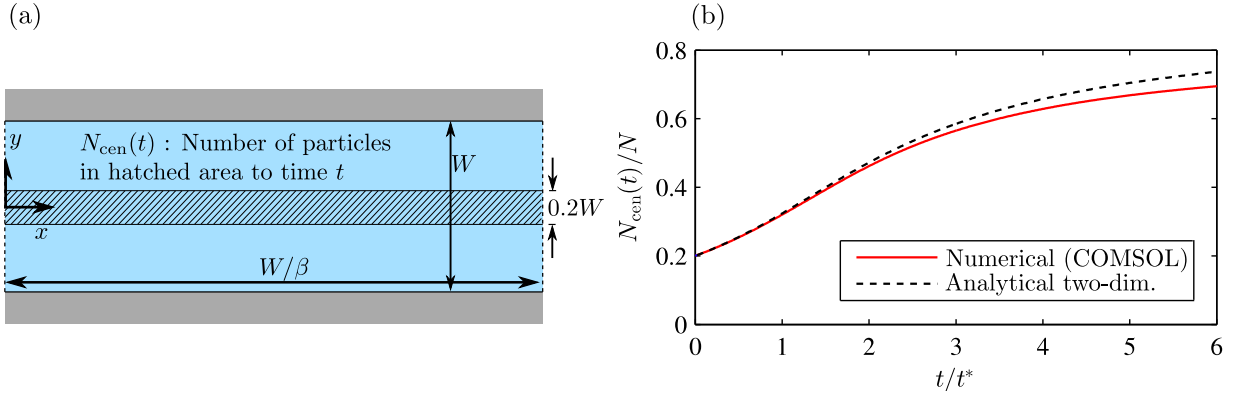 (a)
y
N_cen(t) : Number of particles
in hatched area to time t
W
0.2W
x
W/β
(b)
N_cen(t)/N
0.8
0.6
0.4
0.2
0
Numerical (COMSOL)
Analytical two-dim.
0 1 2 3 4 5 6
t/t*